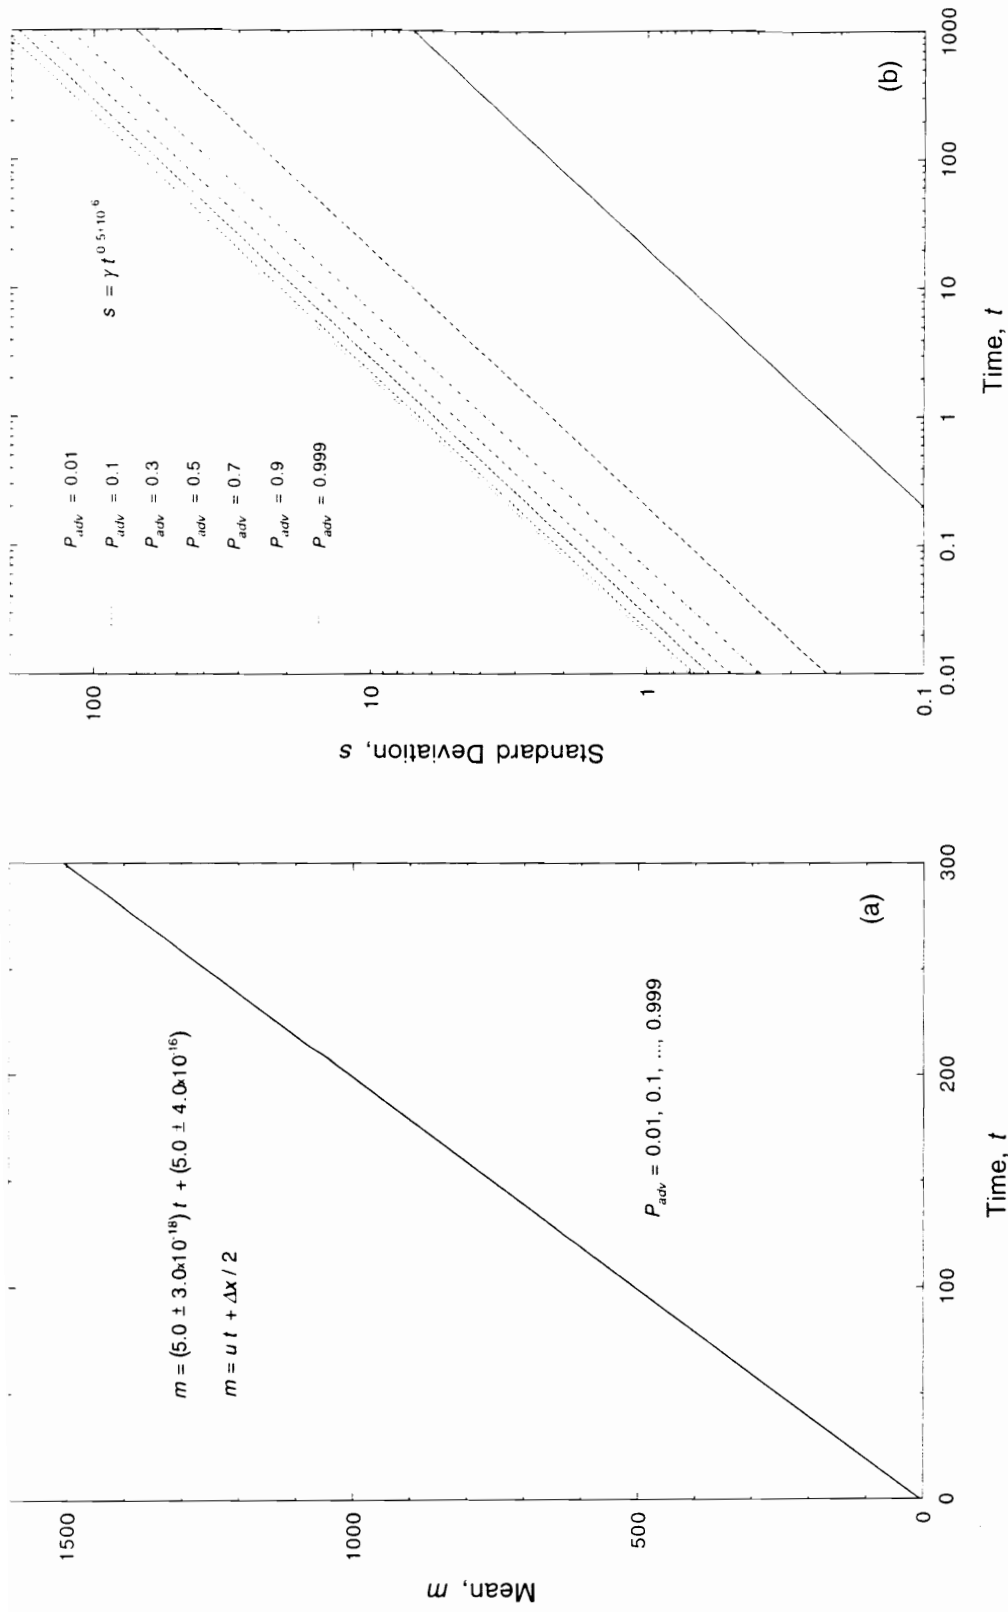 1500
1000
500
0
Mean, m
m = (5.0 ± 3.0x10⁻¹⁸) t + (5.0 ± 4.0x10⁻¹⁶)
m = u t + Δx / 2
P_adv = 0.01, 0.1, ..., 0.999
(a)
0
100
200
300
Time, t
100
10
1
0.1
Standard Deviation, s
P_adv = 0.01
P_adv = 0.1
P_adv = 0.3
P_adv = 0.5
P_adv = 0.7
P_adv = 0.9
P_adv = 0.999
s = γ t
(b)
0.01
0.1
1
10
100
1000
Time, t